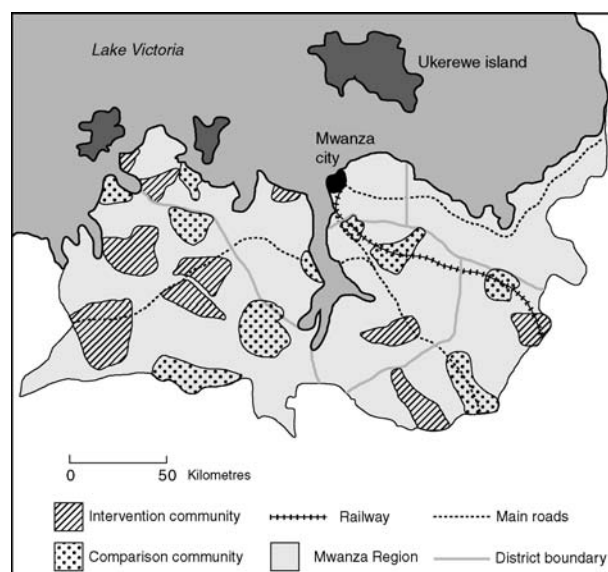 Lake Victoria
Ukerewe island
Mwanza
city
0 50 Kilometres
Intervention community
Railway
Main roads
Comparison community
Mwanza Region
District boundary